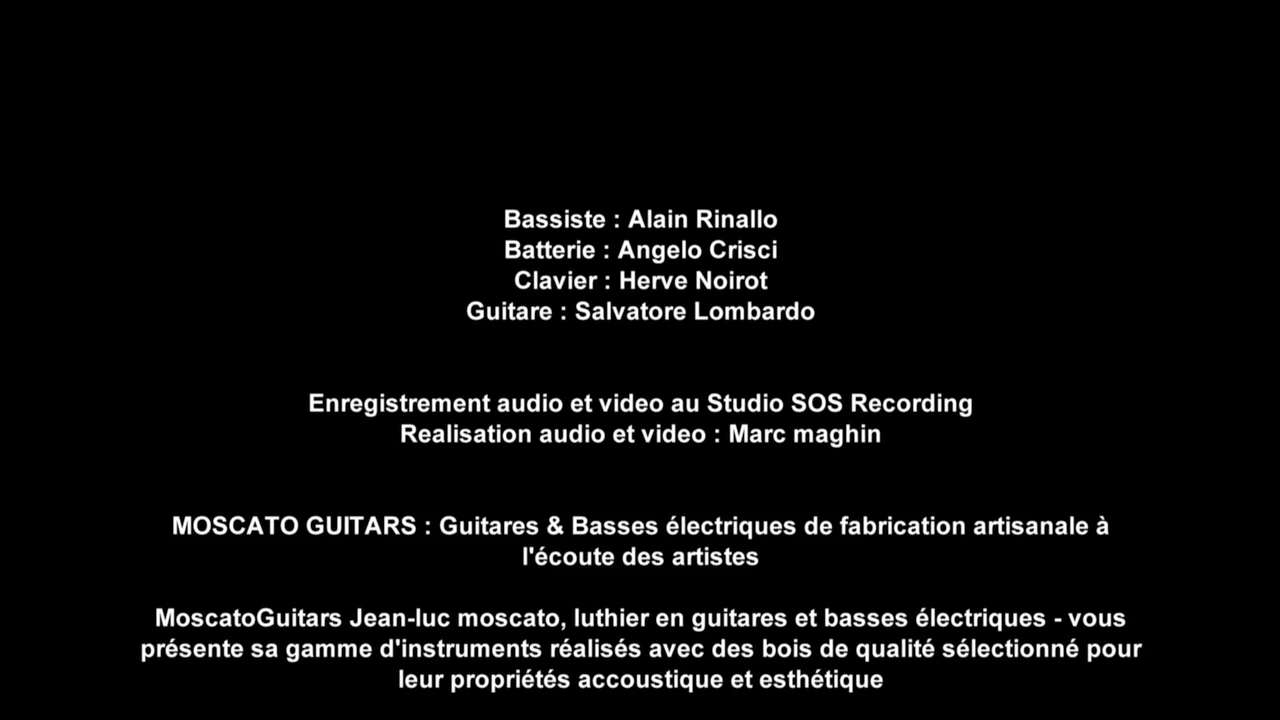 Bassiste : Alain Rinallo
Batterie : Angelo Crisci
Clavier : Herve Noirot
Guitare : Salvatore Lombardo
Enregistrement audio et video au Studio SOS Recording
Realisation audio et video : Marc maghin
MOSCATO GUITARS : Guitares & Basses électriques de fabrication artisanale à
l'écoute des artistes
MoscatoGuitars Jean-luc moscato, luthier en guitares et basses électriques - vous
présente sa gamme d'instruments réalisés avec des bois de qualité sélectionné pour
leur propriétés accoustique et esthétique